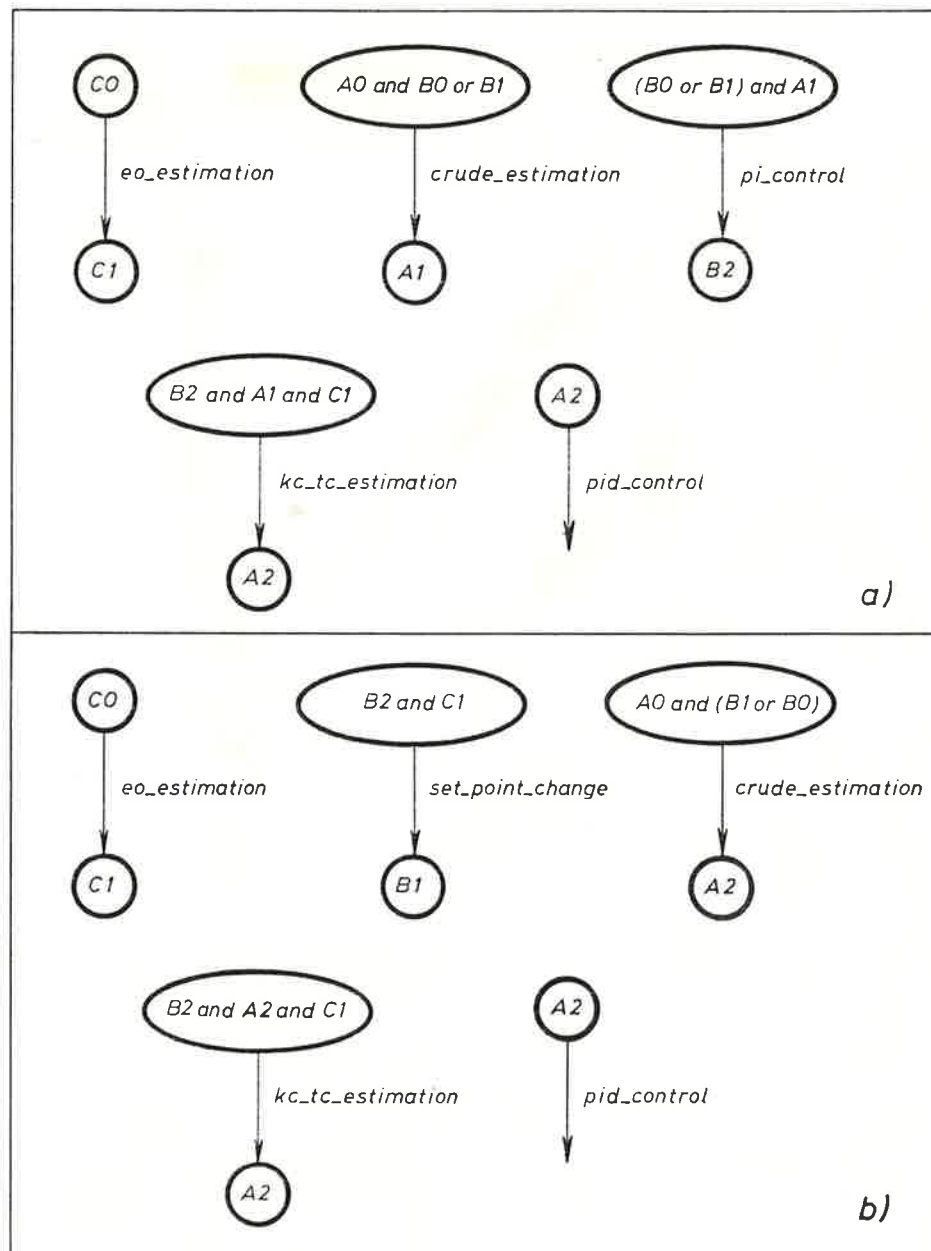 C0
A0 and B0 or B1
(B0 or B1) and A1
eo_estimation
crude_estimation
pi_control
C1
A1
B2
B2 and A1 and C1
A2
kc_tc_estimation
pid_control
A2
a)
C0
B2 and C1
A0 and (B1 or B0)
eo_estimation
set_point_change
crude_estimation
C1
B1
A2
B2 and A2 and C1
A2
kc_tc_estimation
pid_control
A2
b)